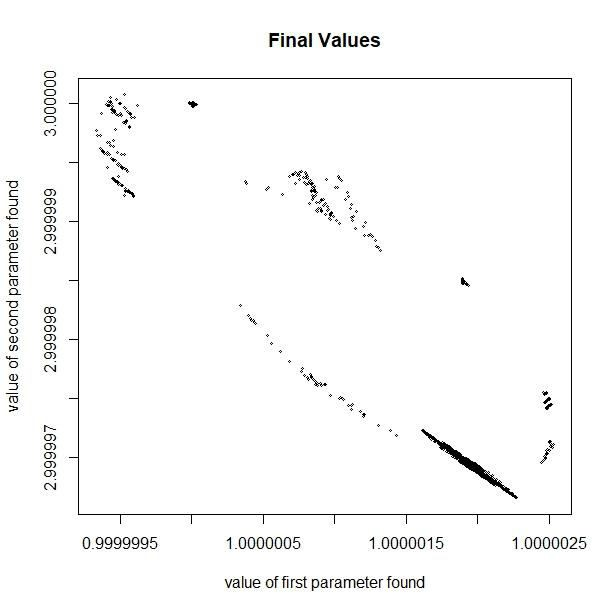 Final Values
value of second parameter found
3.000000
2.999999
2.999998
2.999997
0.9999995
1.0000005
1.0000015
1.0000025
value of first parameter found